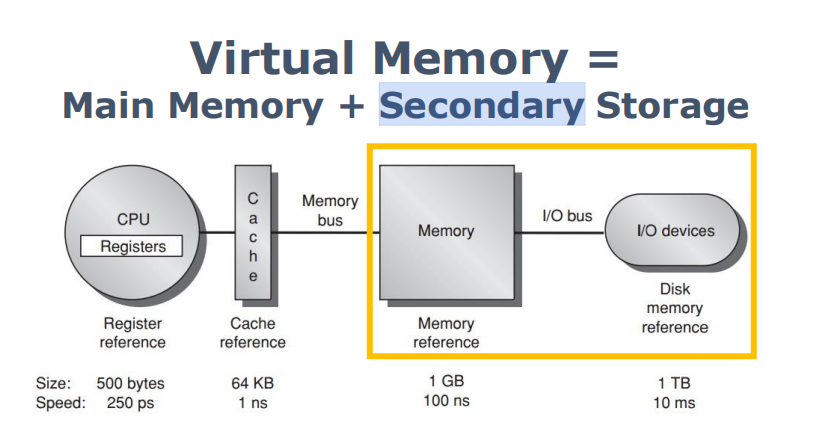 Virtual Memory =
Main Memory + Secondary Storage
CPU
Registers
C
a
c
h
e
Memory
bus
Memory
I/O bus
I/O devices
Register
reference
Cache
reference
Memory
reference
Disk
memory
reference
Size: 500 bytes 64 KB 1 GB 1 TB
Speed: 250 ps 1 ns 100 ns 10 ms